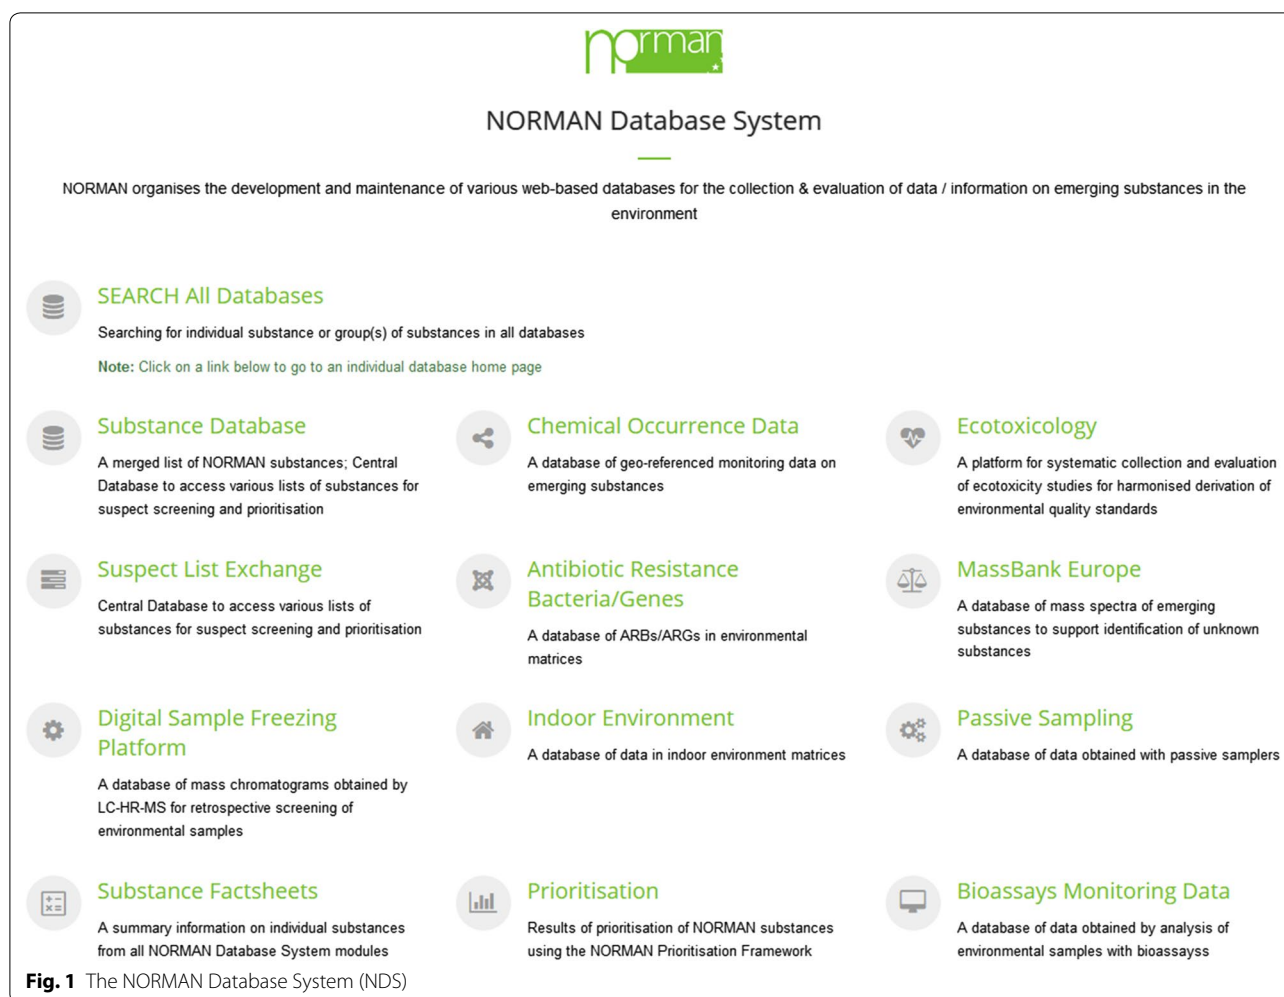 norman
NORMAN Database System
NORMAN organises the development and maintenance of various web-based databases for the collection & evaluation of data / information on emerging substances in the
environment
SEARCH All Databases
Searching for individual substance or group(s) of substances in all databases
Note: Click on a link below to go to an individual database home page
Substance Database
A merged list of NORMAN substances; Central
Database to access various lists of substances for
suspect screening and prioritisation
Chemical Occurrence Data
A database of geo-referenced monitoring data on
emerging substances
Ecotoxicology
A platform for systematic collection and evaluation
of ecotoxicity studies for harmonised derivation of
environmental quality standards
Suspect List Exchange
Central Database to access various lists of
substances for suspect screening and prioritisation
Antibiotic Resistance
Bacteria/Genes
A database of ARBs/ARGs in environmental
matrices
MassBank Europe
A database of mass spectra of emerging
substances to support identification of unknown
substances
Digital Sample Freezing
Platform
A database of mass chromatograms obtained by
LC-HR-MS for retrospective screening of
environmental samples
Indoor Environment
A database of data in indoor environment matrices
Passive Sampling
A database of data obtained with passive samplers
Substance Factsheets
A summary information on individual substances
from all NORMAN Database System modules
Prioritisation
Results of prioritisation of NORMAN substances
using the NORMAN Prioritisation Framework
Bioassays Monitoring Data
A database of data obtained by analysis of
environmental samples with bioassayss
Fig. 1 The NORMAN Database System (NDS)